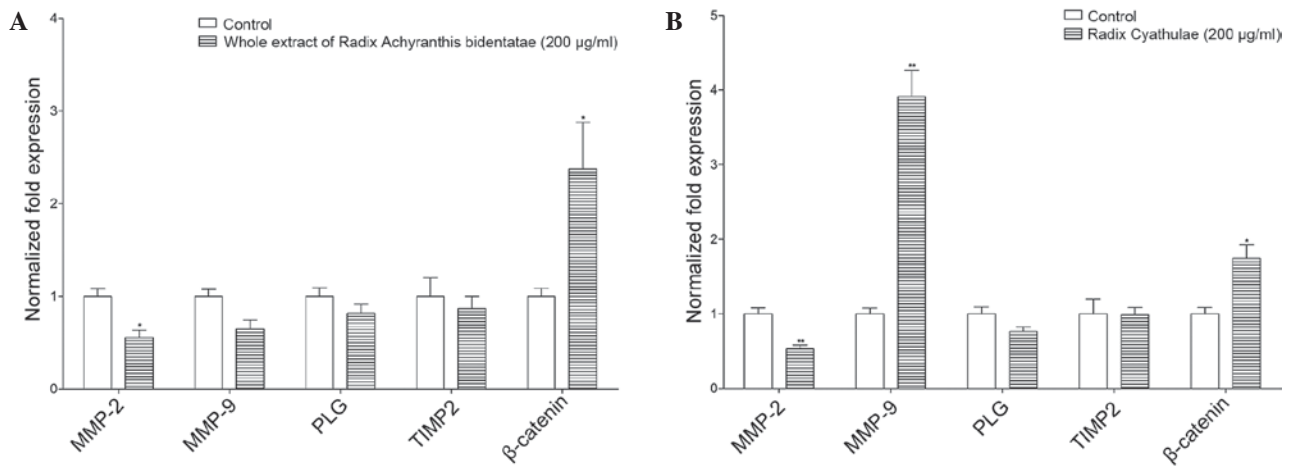 A
Control
Whole extract of Radix Achyranthis bidentatae (200 µg/ml)
Normalized fold expression
4
3
2
1
0
*
*
MMP-2
MMP-9
PLG
TIMP2
β-catenin
B
Control
Radix Cyathulae (200 µg/ml)
Normalized fold expression
5
4
3
2
1
0
**
**
*
MMP-2
MMP-9
PLG
TIMP2
β-catenin